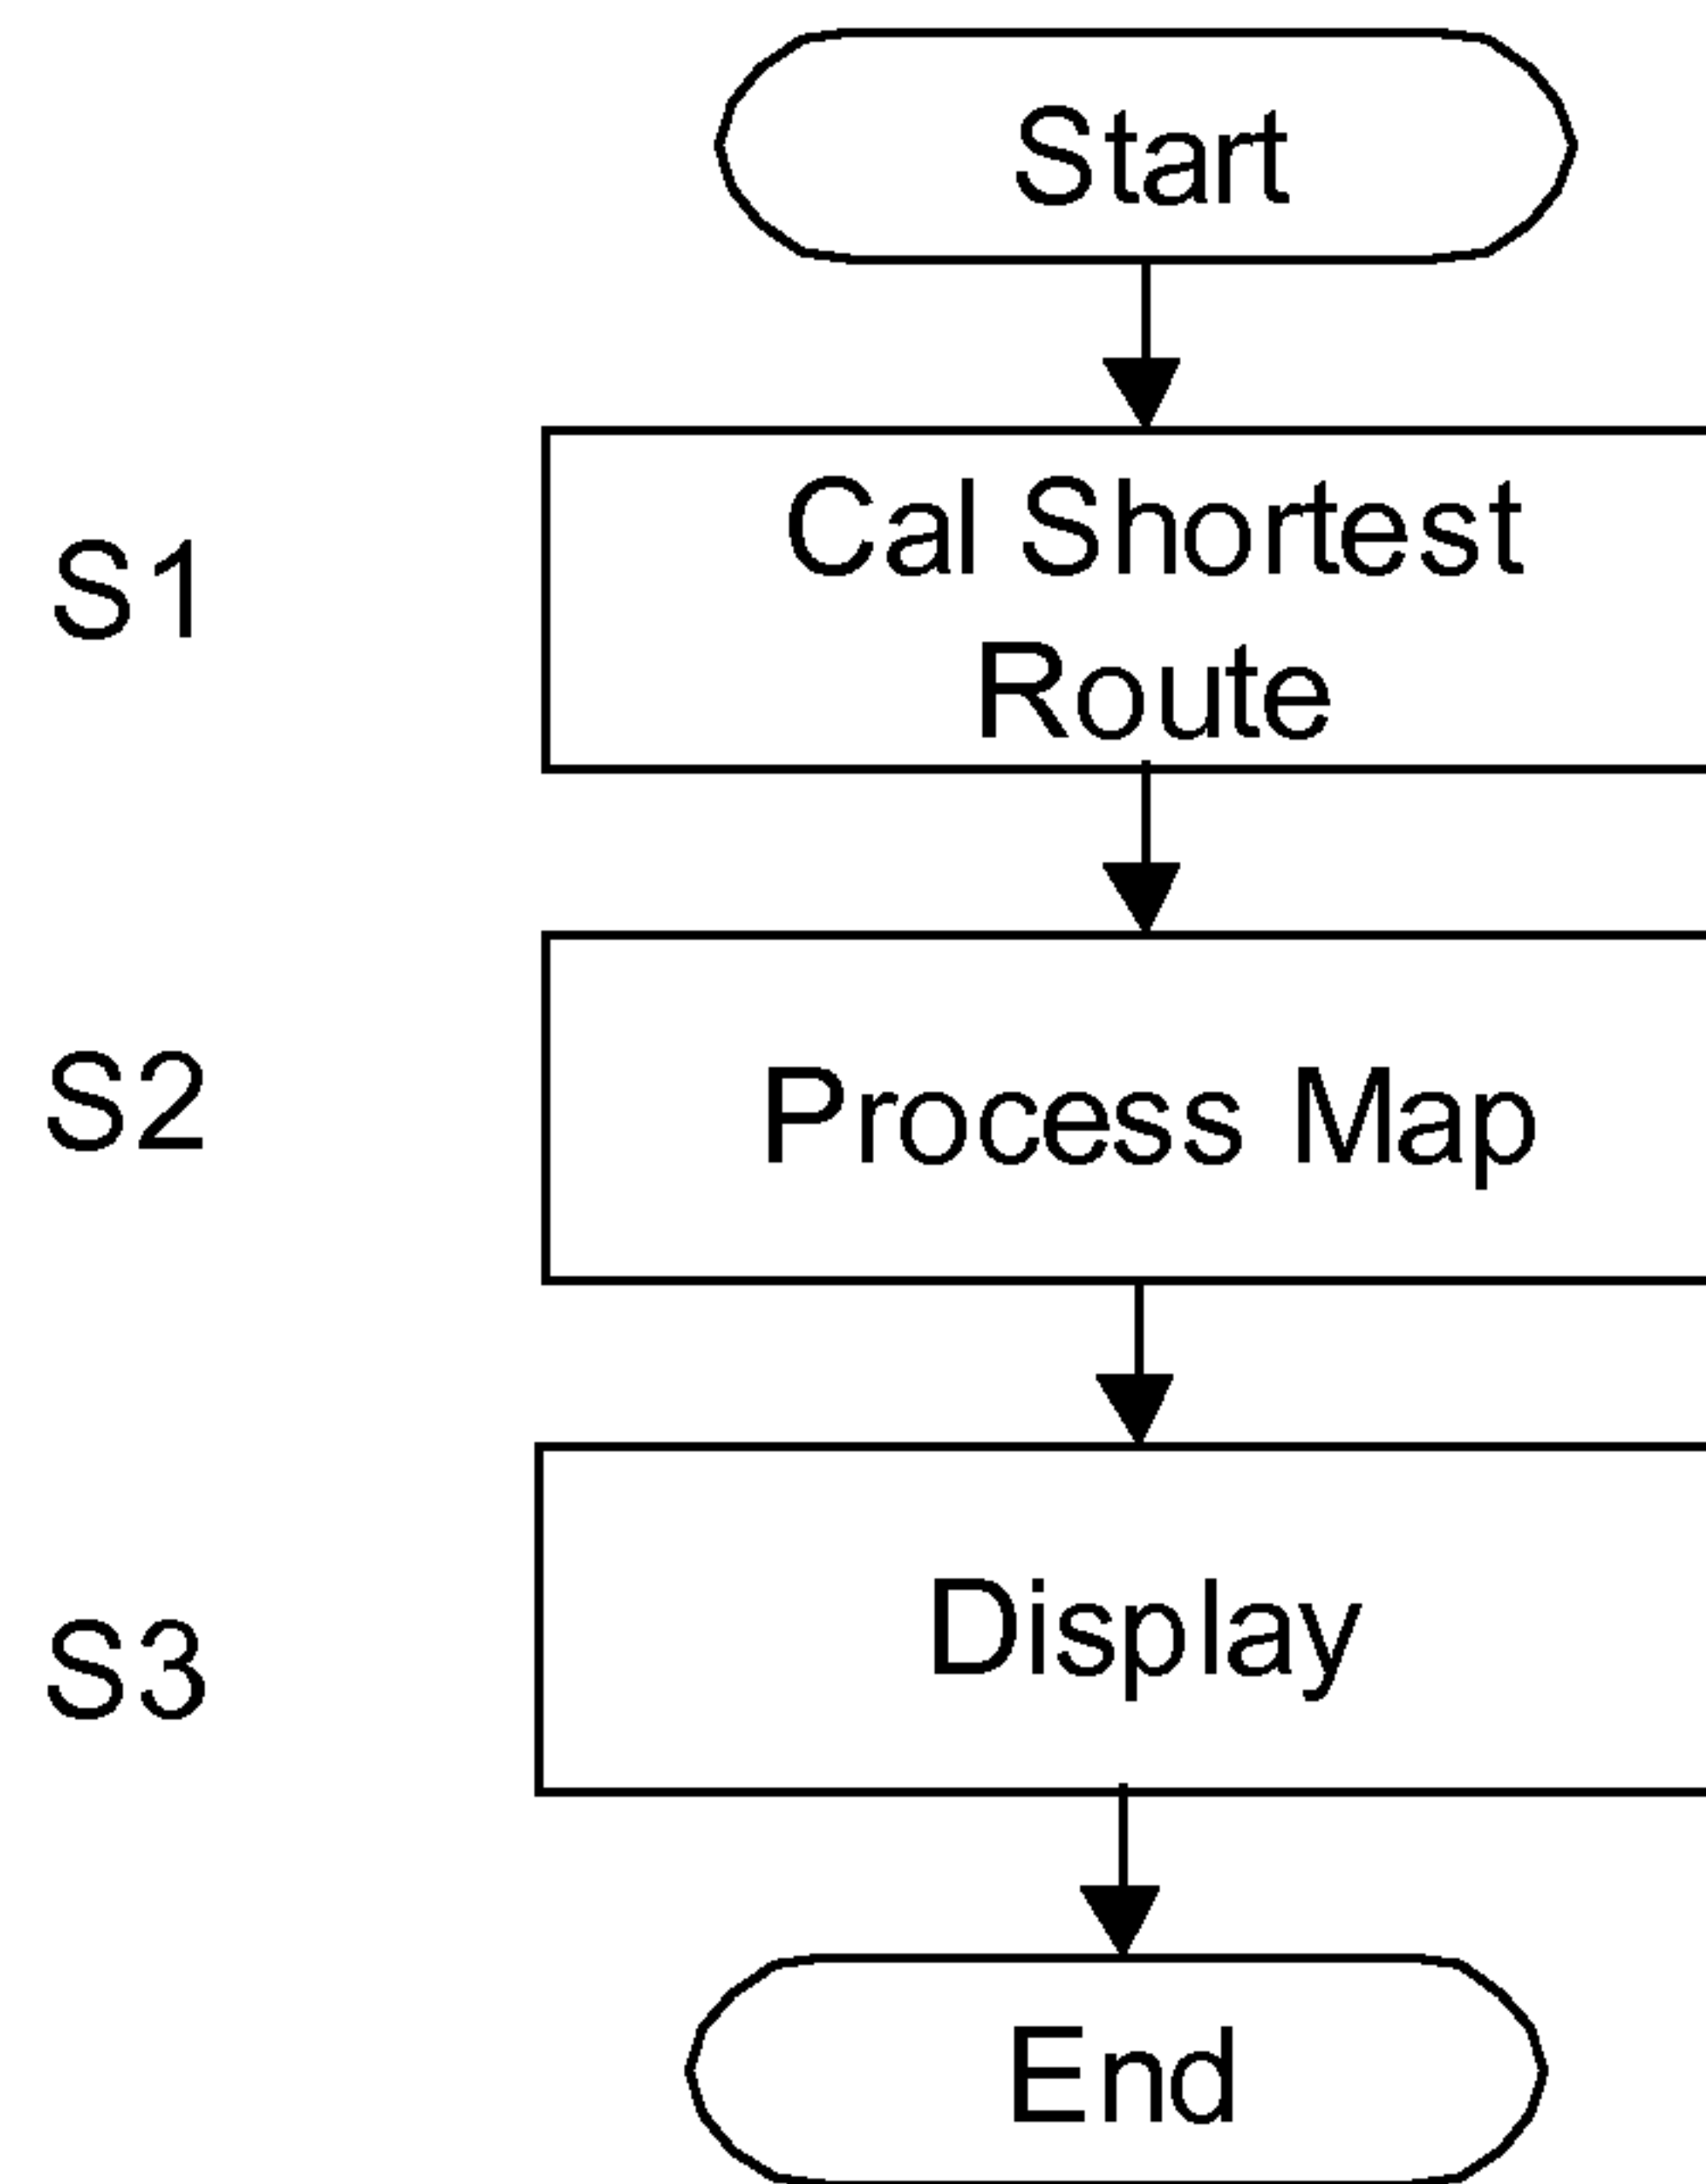 Start
S1
Cal Shortest
Route
S2
Process Map
S3
Display
End